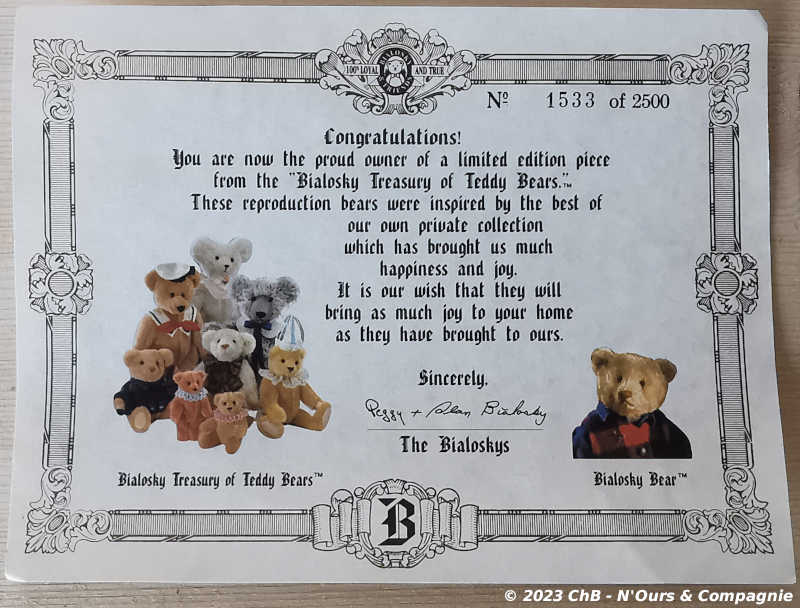 BIALOSKY
100% LOYAL AND TRUE
& FRIENDS
Nº 1533 of 2500
Congratulations!
You are now the proud owner of a limited edition piece
from the "Bialosky Treasury of Teddy Bears."™
These reproduction bears were inspired by the best of
our own private collection
which has brought us much
happiness and joy.
It is our wish that they will
bring as much joy to your home
as they have brought to ours.
Sincerely,
Peggy + Alan Bialosky
The Bialoskys
Bialosky Treasury of Teddy Bears™
Bialosky Bear™
B
© 2023 ChB - N'Ours & Compagnie